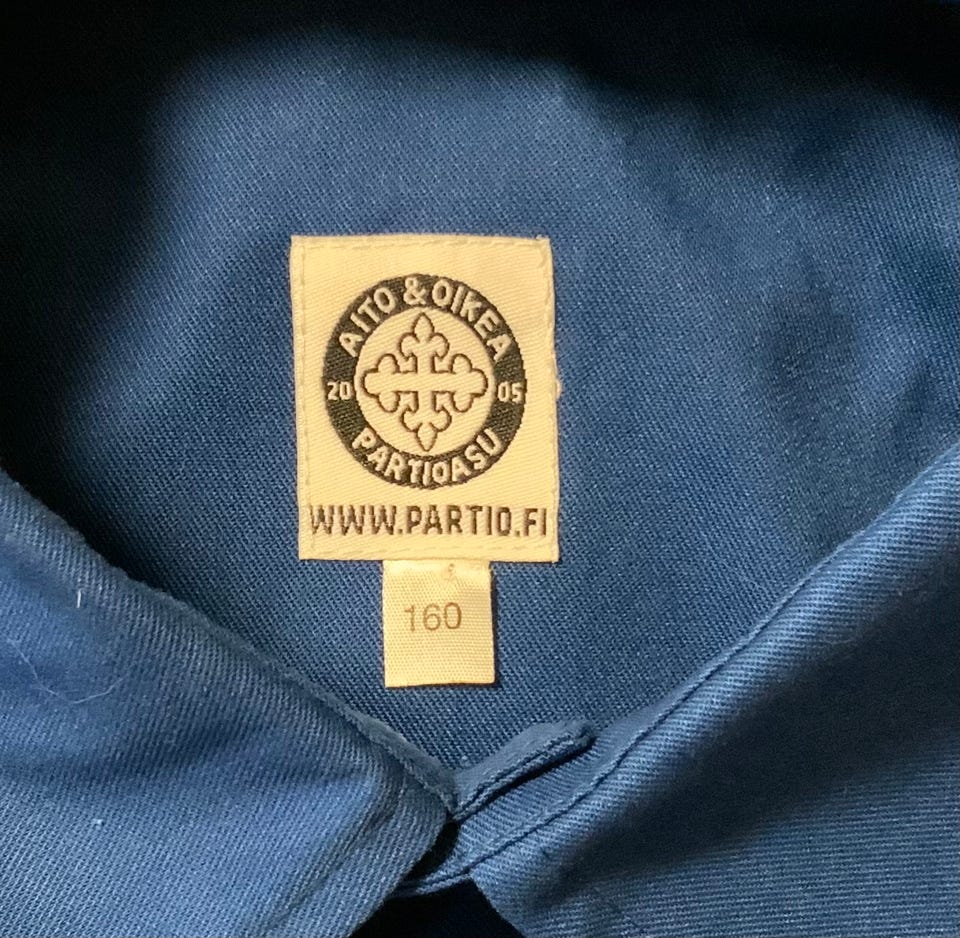 AITO & OIKEA
20 05
PARTIOASU
WWW.PARTIO.FI
160